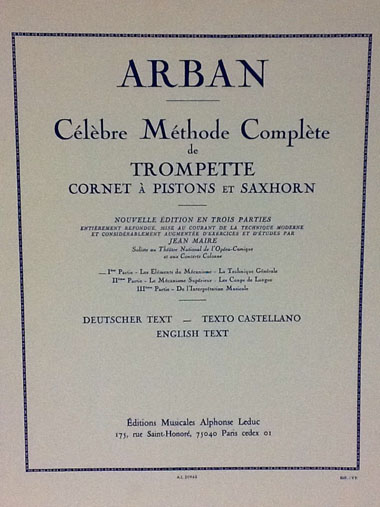 ARBAN
Célèbre Méthode Complète
de
TROMPETTE
CORNET À PISTONS ET SAXHORN
NOUVELLE ÉDITION EN TROIS PARTIES
ENTIÈREMENT REFONDUE, MISE AU COURANT DE LA TECHNIQUE MODERNE
ET CONSIDÉRABLEMENT AUGMENTÉE D'EXERCICES ET D'ÉTUDES PAR
JEAN MAIRE
Soliste au Théâtre National de l'Opéra-Comique
et aux Concerts Colonne
Ière Partie - Les Éléments du Mécanisme - La Technique Générale
IIème Partie - Le Mécanisme Supérieur - Les Coups de Langue
IIIème Partie - De l'Interprétation Musicale
DEUTSCHER TEXT — TEXTO CASTELLANO
ENGLISH TEXT
Éditions Musicales Alphonse Leduc
175, rue Saint-Honoré, 75040 Paris cedex 01
A.L.